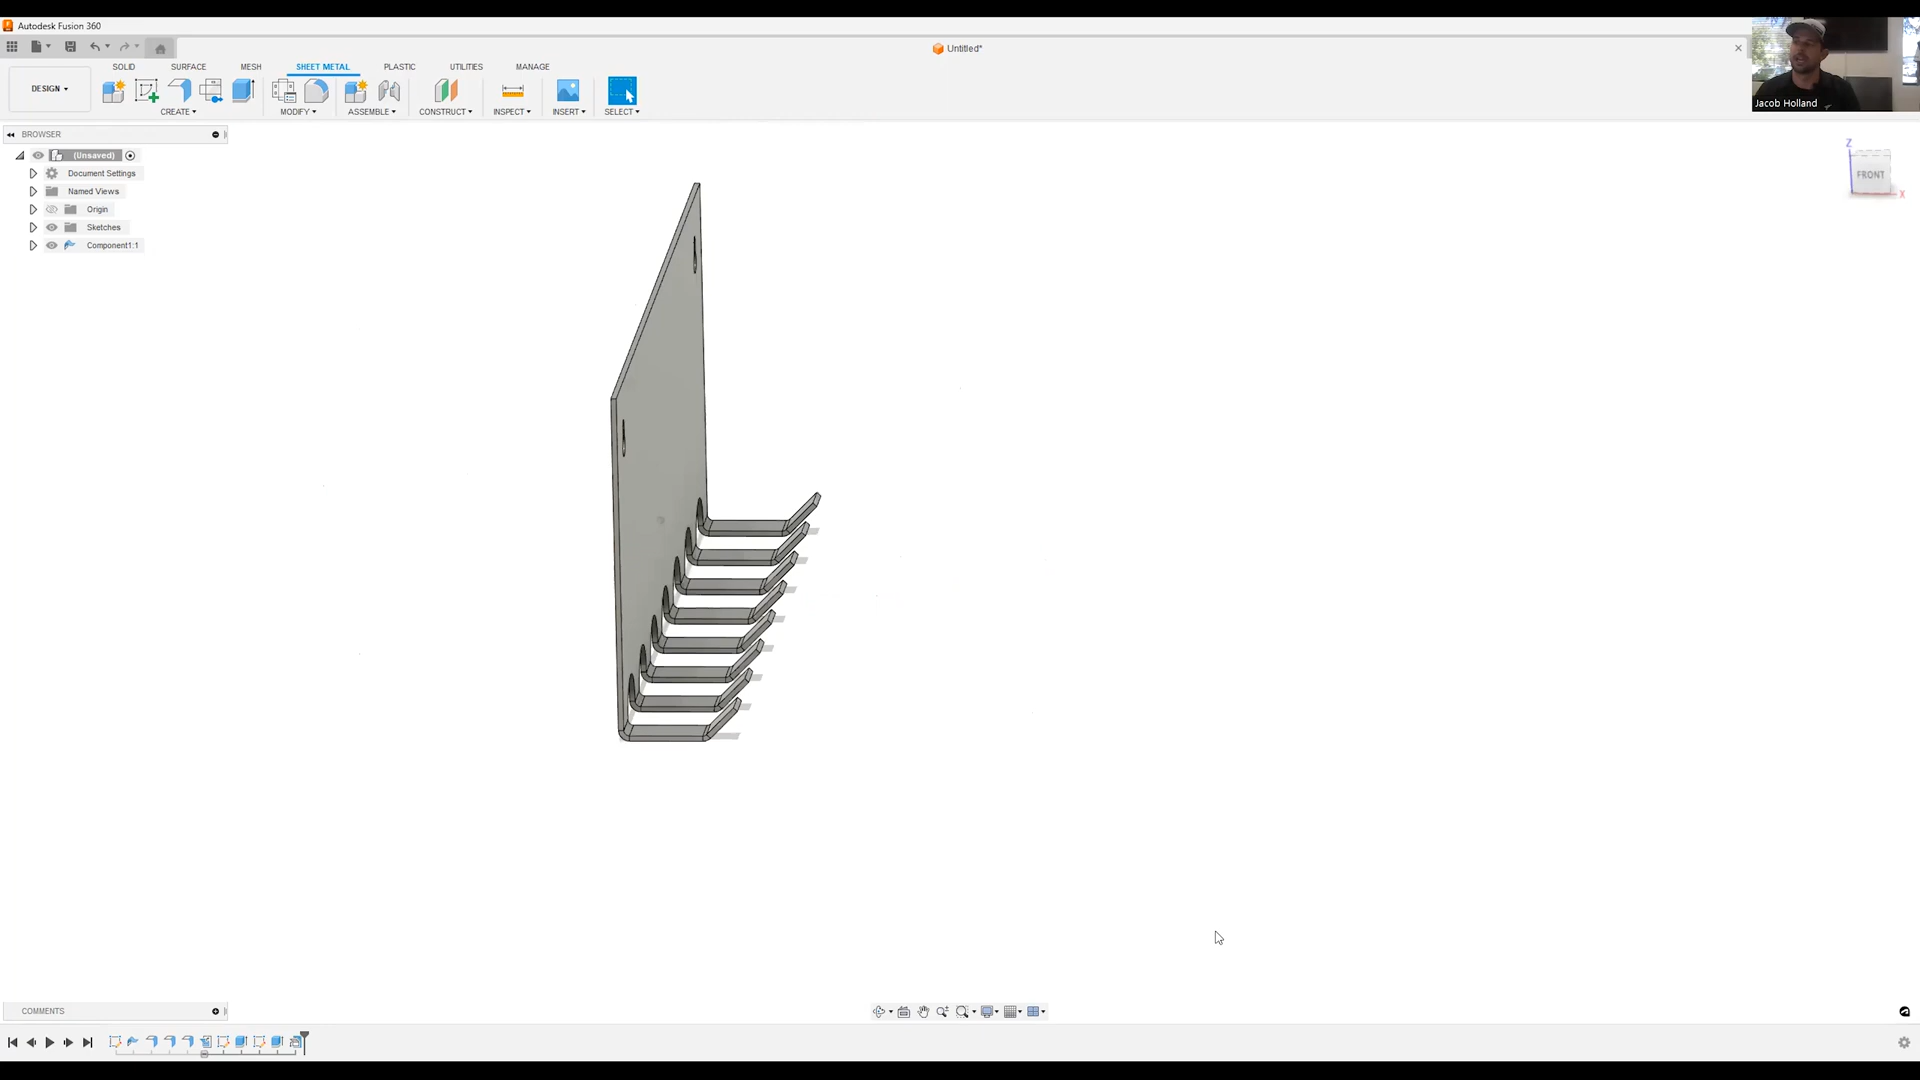 Autodesk Fusion 360
Untitled*
Jacob Holland
DESIGN
SOLID SURFACE MESH SHEET METAL PLASTIC UTILITIES MANAGE
CREATE MODIFY ASSEMBLE CONSTRUCT INSPECT INSERT SELECT
BROWSER
(Unsaved)
Document Settings
Named Views
Origin
Sketches
Component1:1
Z
FRONT
X
COMMENTS